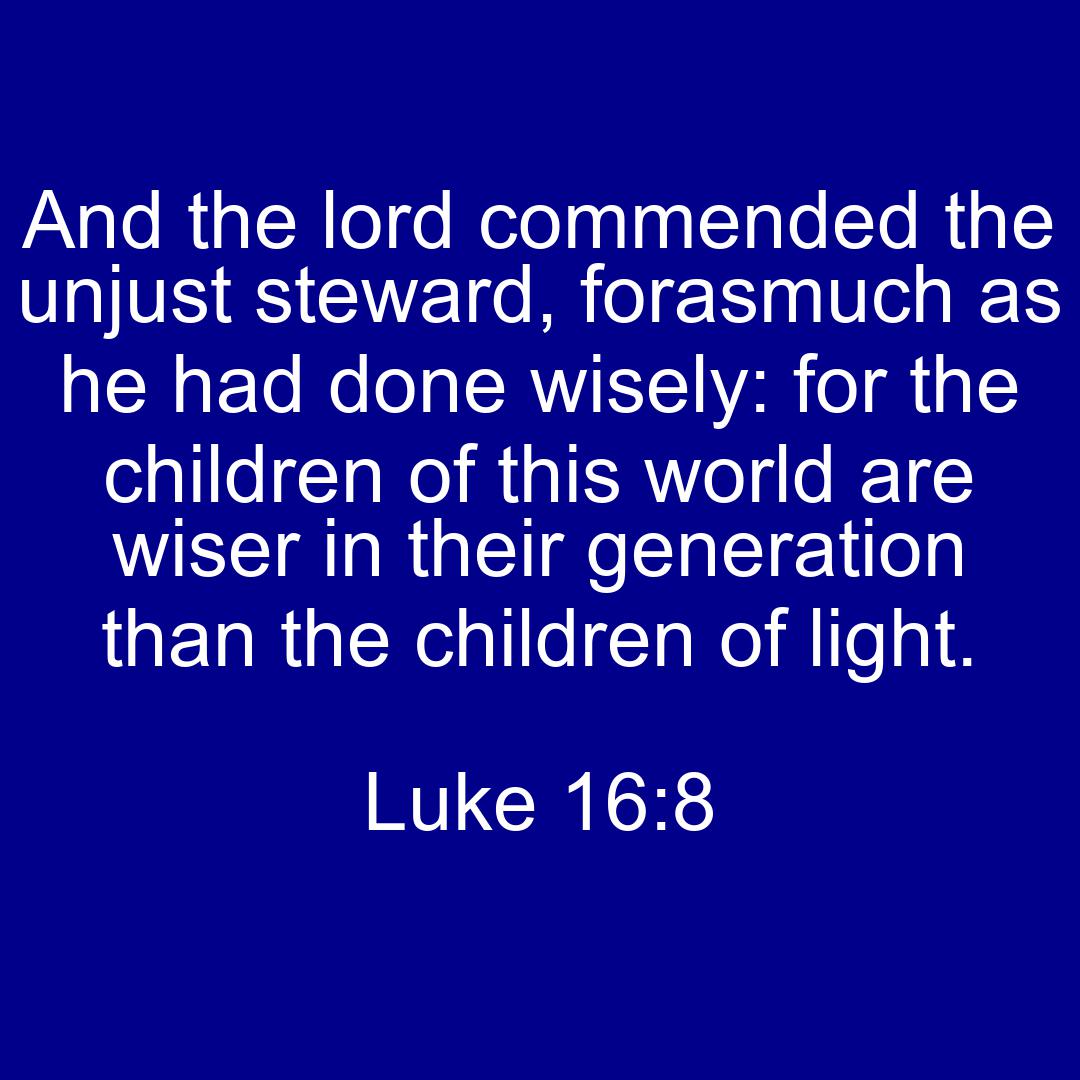 And the lord commended the
unjust steward, forasmuch as
he had done wisely: for the
children of this world are
wiser in their generation
than the children of light.
Luke 16:8